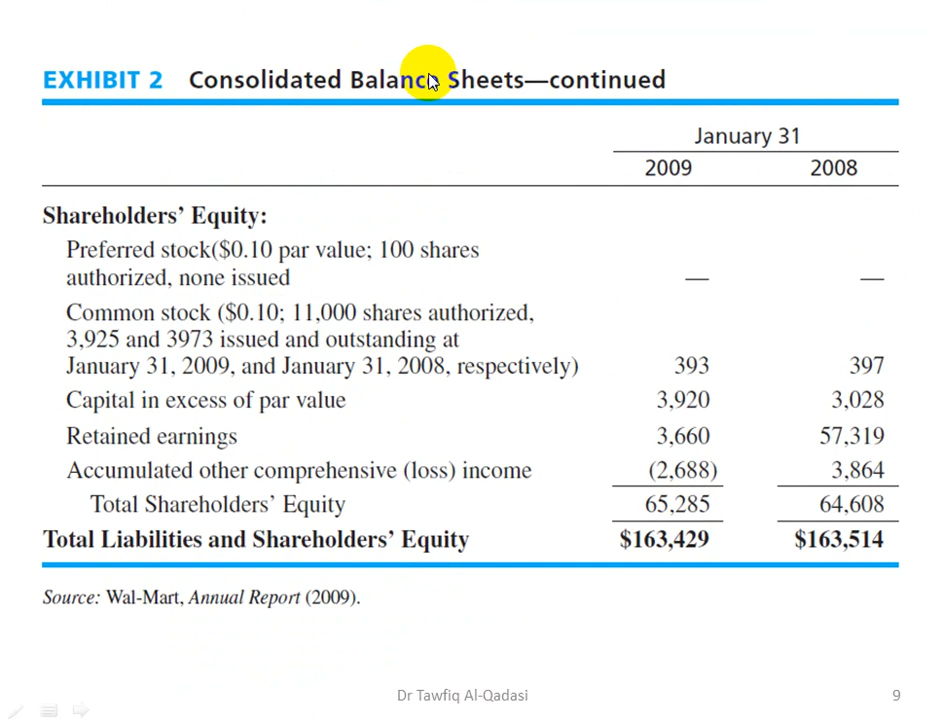 EXHIBIT 2 Consolidated Balance Sheets—continued
January 31
2009 2008
Shareholders’ Equity:
Preferred stock($0.10 par value; 100 shares
authorized, none issued — —
Common stock ($0.10; 11,000 shares authorized,
3,925 and 3973 issued and outstanding at
January 31, 2009, and January 31, 2008, respectively) 393 397
Capital in excess of par value 3,920 3,028
Retained earnings 3,660 57,319
Accumulated other comprehensive (loss) income (2,688) 3,864
Total Shareholders’ Equity 65,285 64,608
Total Liabilities and Shareholders’ Equity $163,429 $163,514
Source: Wal-Mart, Annual Report (2009).
Dr Tawfiq Al-Qadasi 9